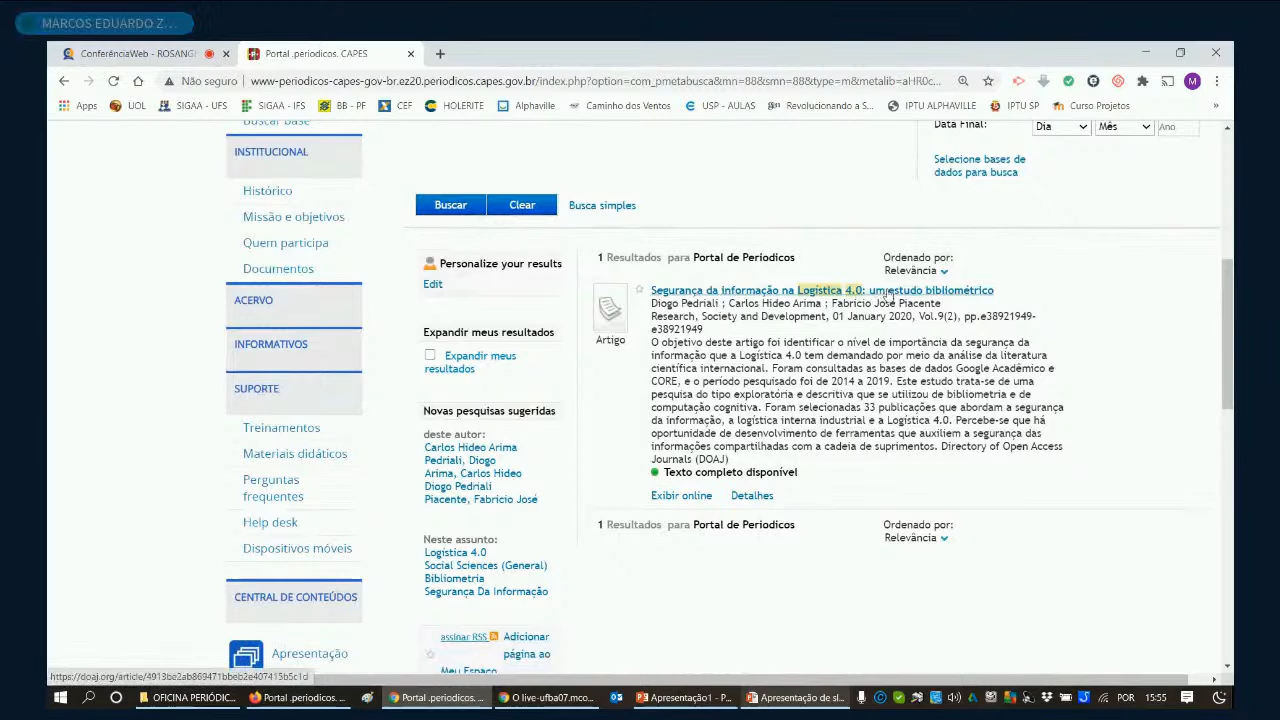 MARCOS EDUARDO Z...
ConferênciaWeb - ROSANG
Portal .periodicos. CAPES
Não seguro
www-periodicos-capes-gov-br.ez20.periodicos.capes.gov.br/index.php?option=com_pmetabusca&mn=88&smn=88&type=m&metalib=aHR0c...
M
Apps
UOL
SIGAA - UFS
SIGAA - IFS
BB - PF
CEF
HOLERITE
Alphaville
Caminho dos Ventos
USP - AULAS
Revolucionando a S...
IPTU ALPHAVILLE
IPTU SP
Curso Projetos
Buscar base
INSTITUCIONAL
Histórico
Missão e objetivos
Quem participa
Documentos
ACERVO
INFORMATIVOS
SUPORTE
Treinamentos
Materiais didáticos
Perguntas
frequentes
Help desk
Dispositivos móveis
CENTRAL DE CONTEÚDOS
Apresentação
Data Final:
Dia
Mês
Ano
Selecione bases de
dados para busca
Buscar
Clear
Busca simples
Personalize your results
Edit
Expandir meus resultados
Expandir meus
resultados
Novas pesquisas sugeridas
deste autor:
Carlos Hideo Arima
Pedriali, Diogo
Arima, Carlos Hideo
Diogo Pedriali
Piacente, Fabricio José
Neste assunto:
Logística 4.0
Social Sciences (General)
Bibliometria
Segurança Da Informação
assinar RSS
Adicionar
página ao
Meu Espaço
1 Resultados para Portal de Periodicos
Ordenado por:
Relevância
Segurança da informação na Logística 4.0: um estudo bibliométrico
Diogo Pedriali ; Carlos Hideo Arima ; Fabricio José Piacente
Research, Society and Development, 01 January 2020, Vol.9(2), pp.e38921949-
e38921949
Artigo
O objetivo deste artigo foi identificar o nível de importância da segurança da
informação que a Logística 4.0 tem demandado por meio da análise da literatura
científica internacional. Foram consultadas as bases de dados Google Acadêmico e
CORE, e o período pesquisado foi de 2014 a 2019. Este estudo trata-se de uma
pesquisa do tipo exploratória e descritiva que se utilizou de bibliometria e de
computação cognitiva. Foram selecionadas 33 publicações que abordam a segurança
da informação, a logística interna industrial e a Logística 4.0. Percebe-se que há
oportunidade de desenvolvimento de ferramentas que auxiliem a segurança das
informações compartilhadas com a cadeia de suprimentos. Directory of Open Access
Journals (DOAJ)
Texto completo disponível
Exibir online
Detalhes
1 Resultados para Portal de Periodicos
Ordenado por:
Relevância
https://doaj.org/article/4913be2ab869471bbeb2e407413b5c1d
OFICINA PERIÓDIC...
Portal .periodicos. ...
Portal .periodicos. ...
O live-ufba07.mco...
Apresentação1 - P...
Apresentação de sl...
POR
15:55